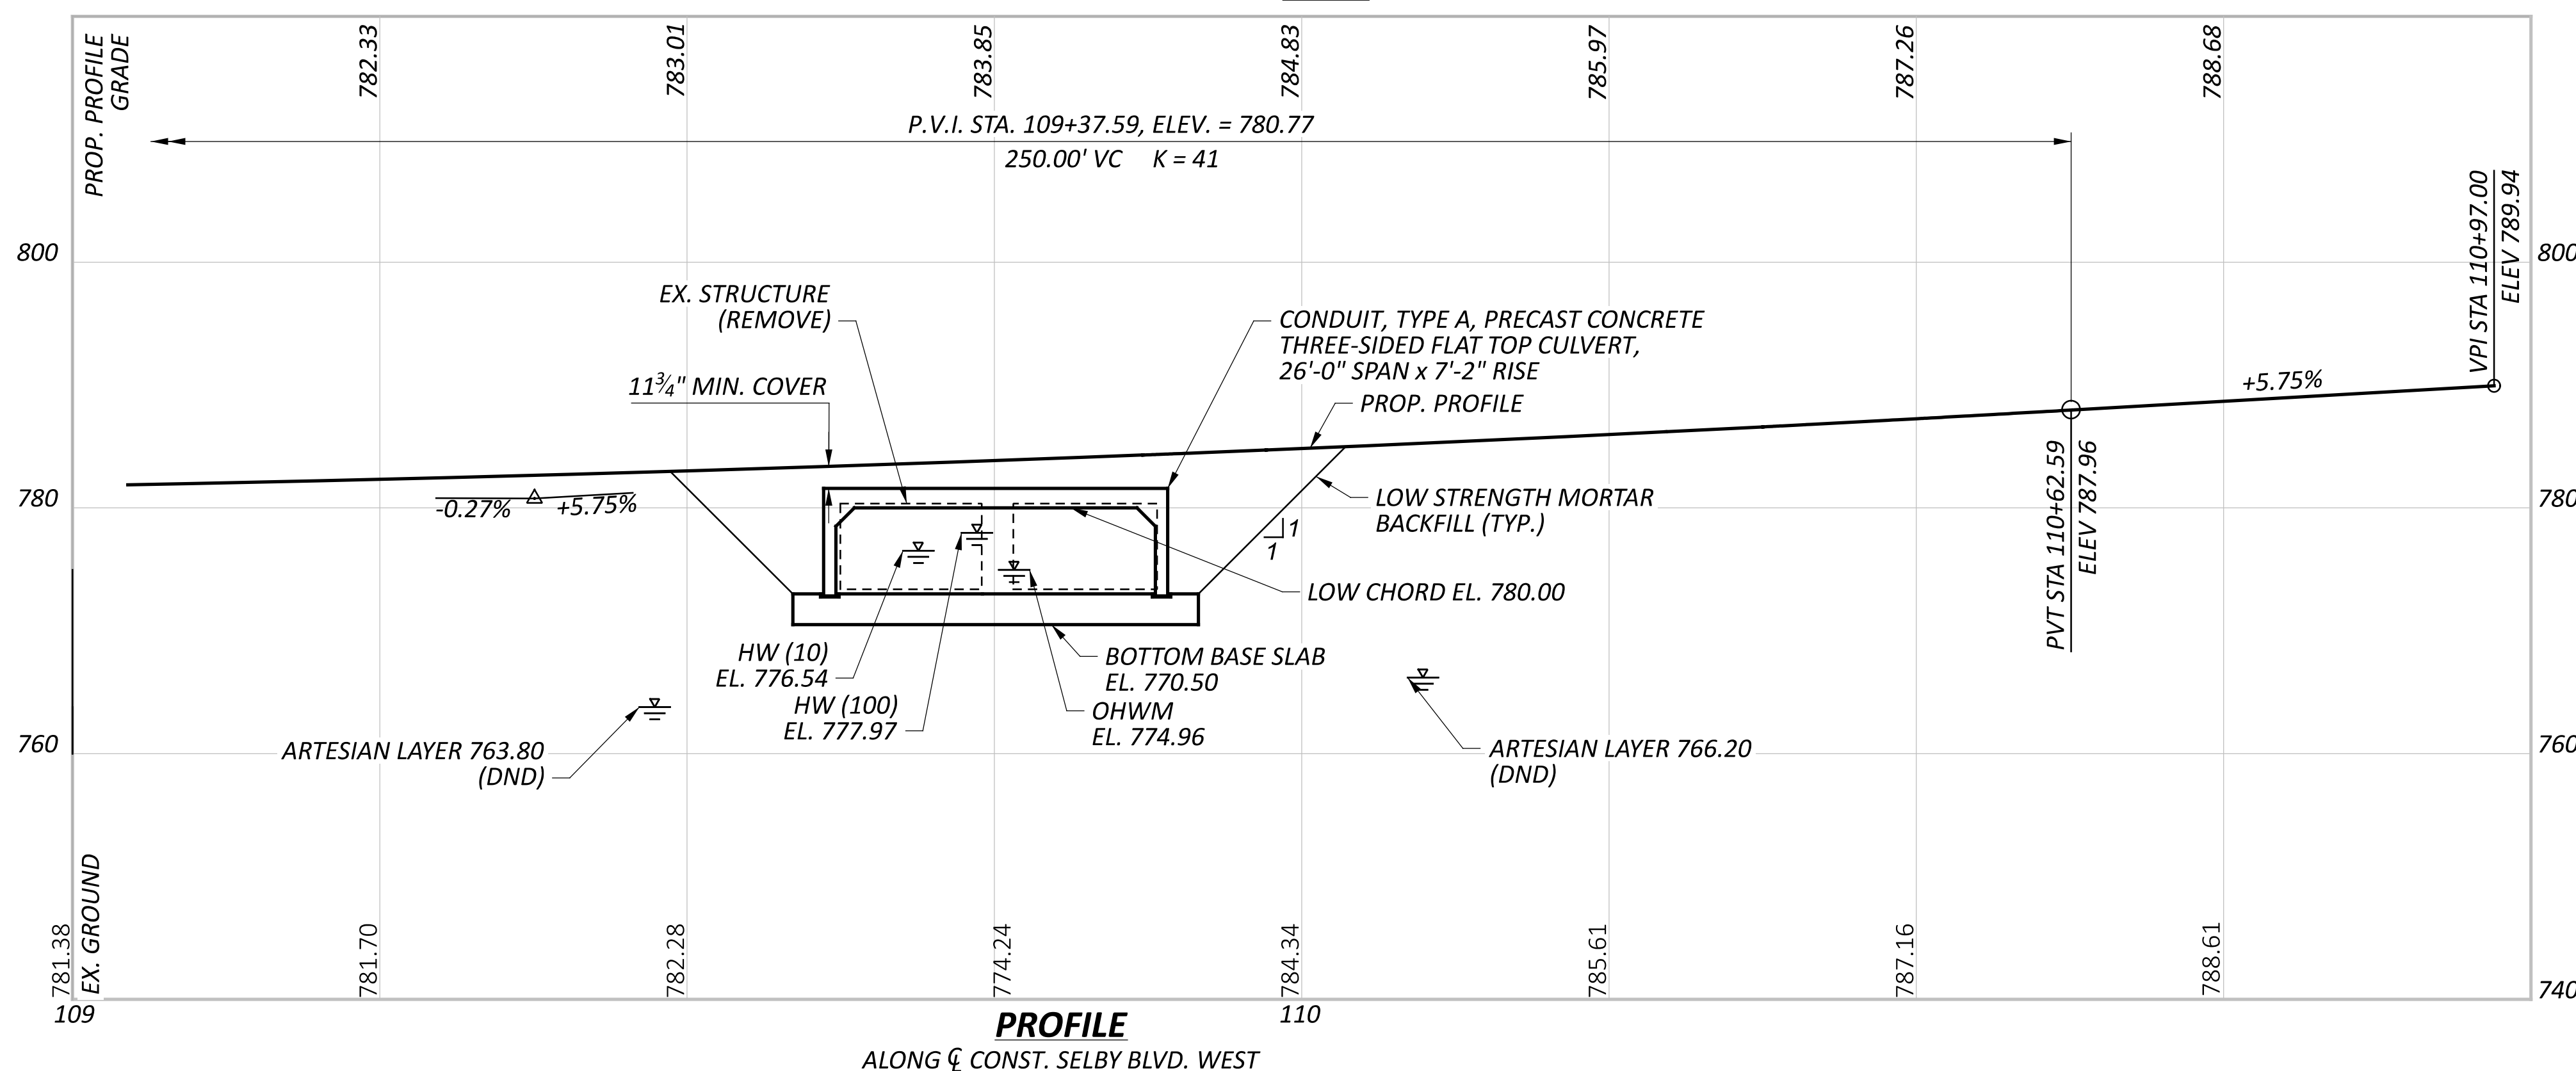 PROP. PROFILE
GRADE
782.33
783.01
783.85
784.83
785.97
787.26
788.68
P.V.I. STA. 109+37.59, ELEV. = 780.77
250.00' VC K = 41
VPI STA 110+97.00
ELEV 789.94
800
800
EX. STRUCTURE
(REMOVE)
CONDUIT, TYPE A, PRECAST CONCRETE
THREE-SIDED FLAT TOP CULVERT,
26'-0" SPAN x 7'-2" RISE
11¾" MIN. COVER
PROP. PROFILE
+5.75%
780
-0.27%
+5.75%
LOW STRENGTH MORTAR
BACKFILL (TYP.)
1
1
PVT STA 110+62.59
ELEV 787.96
780
LOW CHORD EL. 780.00
HW (10)
EL. 776.54
HW (100)
EL. 777.97
BOTTOM BASE SLAB
EL. 770.50
OHWM
EL. 774.96
760
ARTESIAN LAYER 763.80
(DND)
ARTESIAN LAYER 766.20
(DND)
760
EX. GROUND
781.38
781.70
782.28
774.24
784.34
785.61
787.16
788.61
740
109
110
PROFILE
ALONG ℄ CONST. SELBY BLVD. WEST